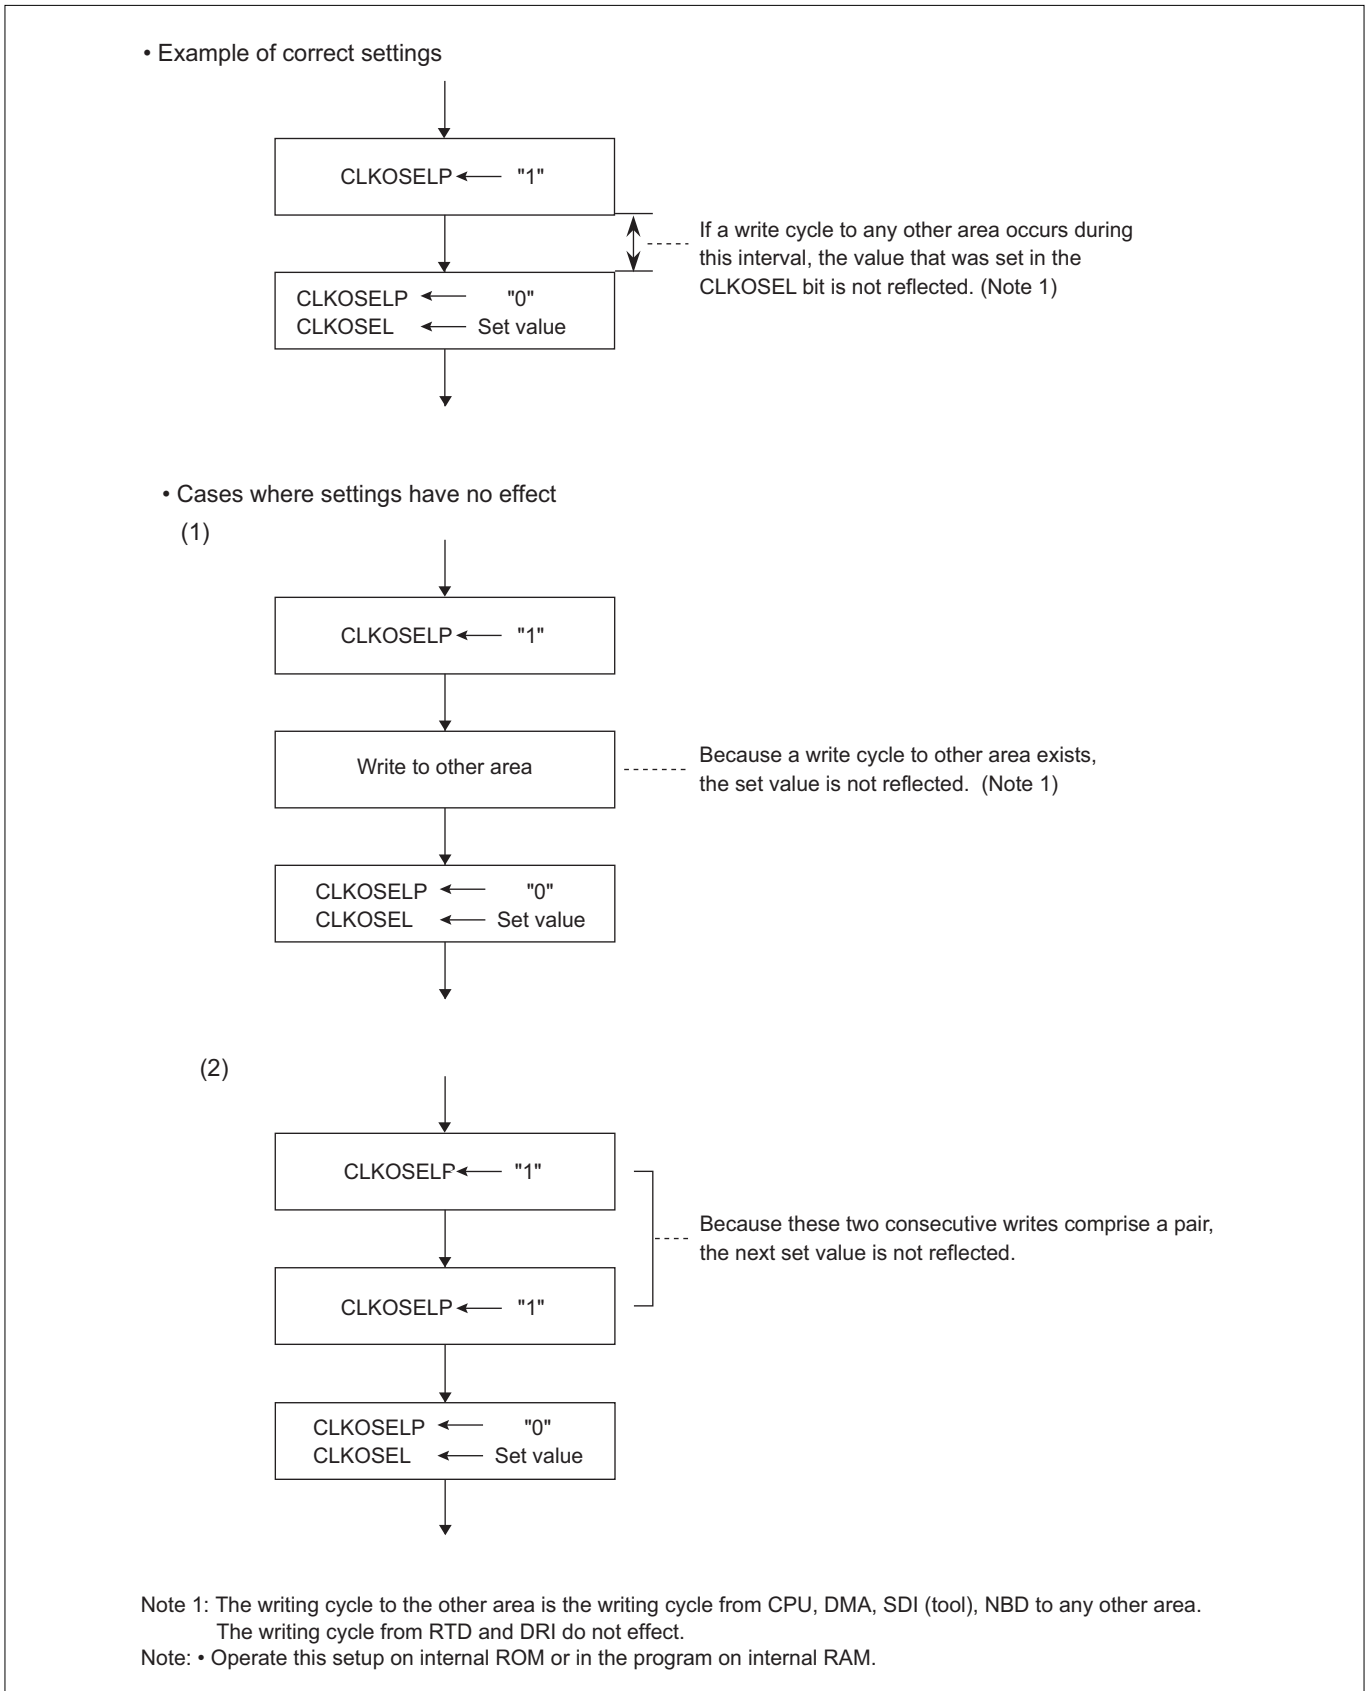 • Example of correct settings
CLKOSELP ← "1"
If a write cycle to any other area occurs during
this interval, the value that was set in the
CLKOSEL bit is not reflected. (Note 1)
CLKOSELP ← "0"
CLKOSEL ← Set value
• Cases where settings have no effect
(1)
CLKOSELP ← "1"
Write to other area
Because a write cycle to other area exists,
the set value is not reflected. (Note 1)
CLKOSELP ← "0"
CLKOSEL ← Set value
(2)
CLKOSELP ← "1"
Because these two consecutive writes comprise a pair,
the next set value is not reflected.
CLKOSELP ← "1"
CLKOSELP ← "0"
CLKOSEL ← Set value
Note 1: The writing cycle to the other area is the writing cycle from CPU, DMA, SDI (tool), NBD to any other area.
The writing cycle from RTD and DRI do not effect.
Note: • Operate this setup on internal ROM or in the program on internal RAM.